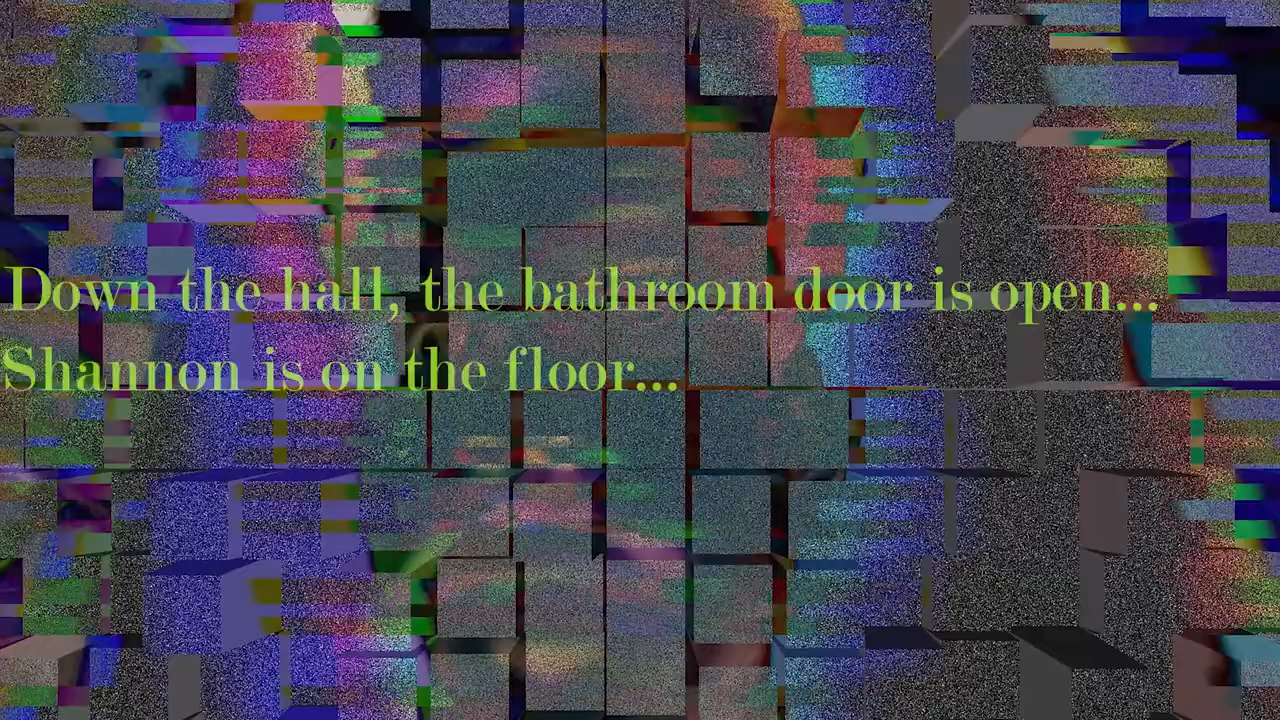 Down the hall, the bathroom door is open...
Shannon is on the floor...